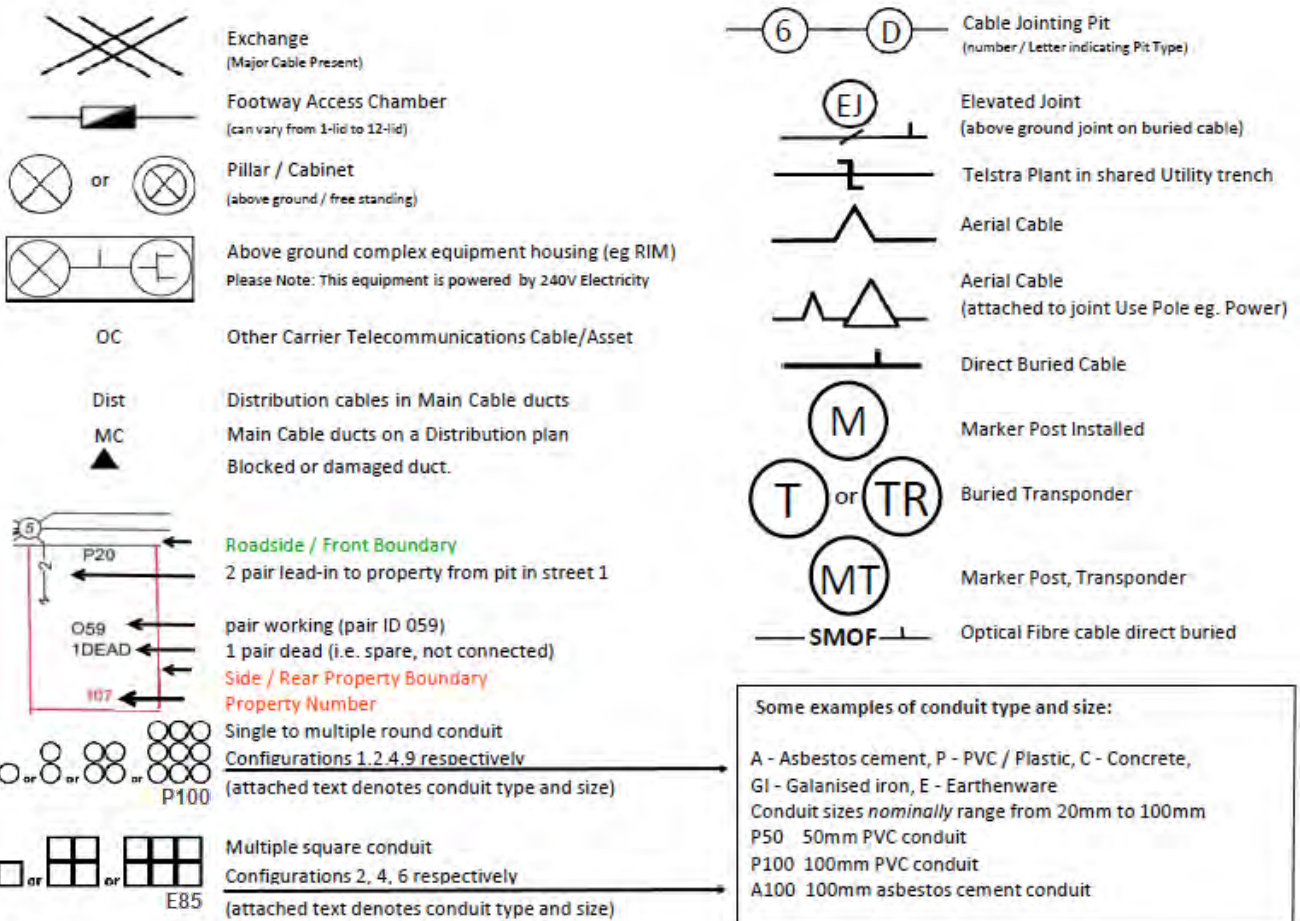 Exchange
(Major Cable Present)
Footway Access Chamber
(can vary from 1-lid to 12-lid)
or
Pillar / Cabinet
(above ground / free standing)
Above ground complex equipment housing (eg RIM)
Please Note: This equipment is powered by 240V Electricity
OC Other Carrier Telecommunications Cable/Asset
Dist Distribution cables in Main Cable ducts
MC Main Cable ducts on a Distribution plan
Blocked or damaged duct.
5
Roadside / Front Boundary
P20
2
2 pair lead-in to property from pit in street 1
O59 pair working (pair ID 059)
1DEAD 1 pair dead (i.e. spare, not connected)
Side / Rear Property Boundary
107 Property Number
Single to multiple round conduit
or or or Configurations 1.2.4.9 respectively
P100 (attached text denotes conduit type and size)
Multiple square conduit
or or Configurations 2, 4, 6 respectively
E85 (attached text denotes conduit type and size)
6 D Cable Jointing Pit
(number / Letter indicating Pit Type)
EJ Elevated Joint
(above ground joint on buried cable)
Telstra Plant in shared Utility trench
Aerial Cable
Aerial Cable
(attached to joint Use Pole eg. Power)
Direct Buried Cable
M Marker Post Installed
T or TR Buried Transponder
MT Marker Post, Transponder
SMOF Optical Fibre cable direct buried
Some examples of conduit type and size:
A - Asbestos cement, P - PVC / Plastic, C - Concrete,
GI - Galanised iron, E - Earthenware
Conduit sizes nominally range from 20mm to 100mm
P50 50mm PVC conduit
P100 100mm PVC conduit
A100 100mm asbestos cement conduit